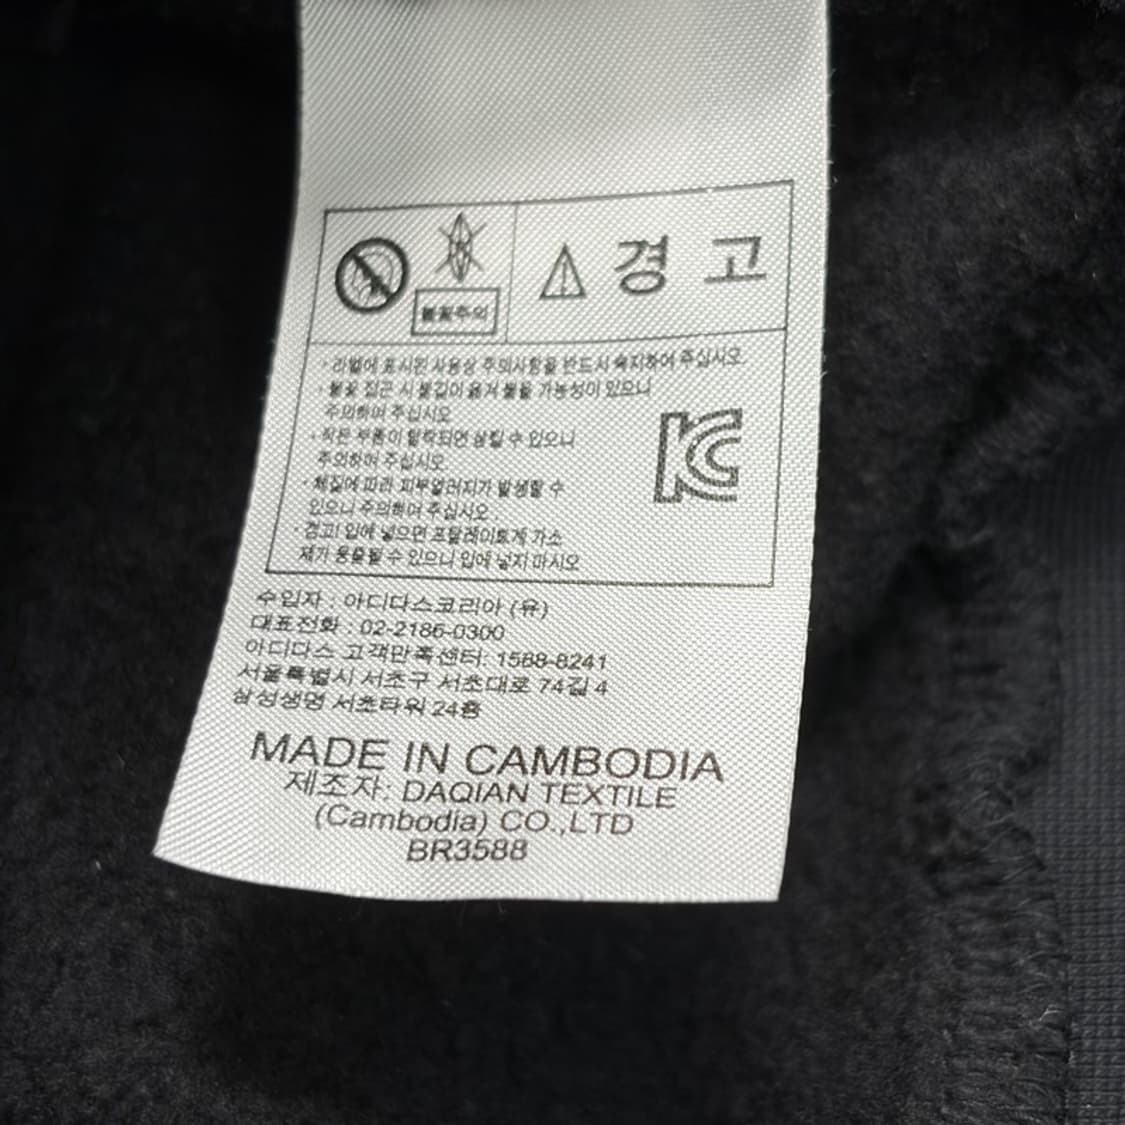 불꽃주의
경 고
· 라벨에 표시된 사용상 주의사항을 반드시 숙지하여 주십시오.
· 불꽃 접근 시 불길이 옮겨 붙을 가능성이 있으니
주의하여 주십시오
· 작은 부품이 탈락되면 삼킬 수 있으니
주의하여 주십시오
· 체질에 따라 피부알러지가 발생할 수
있으니 주의하여 주십시오
· 경고! 입에 넣으면 프탈레이트계 가소
제가 용출될 수 있으니 입에 넣지 마시오
수입자 : 아디다스코리아 (유)
대표전화 : 02-2186-0300
아디다스 고객만족센터: 1588-8241
서울특별시 서초구 서초대로 74길 4
삼성생명 서초타워 24층
MADE IN CAMBODIA
제조자: DAQIAN TEXTILE
(Cambodia) CO.,LTD
BR3588